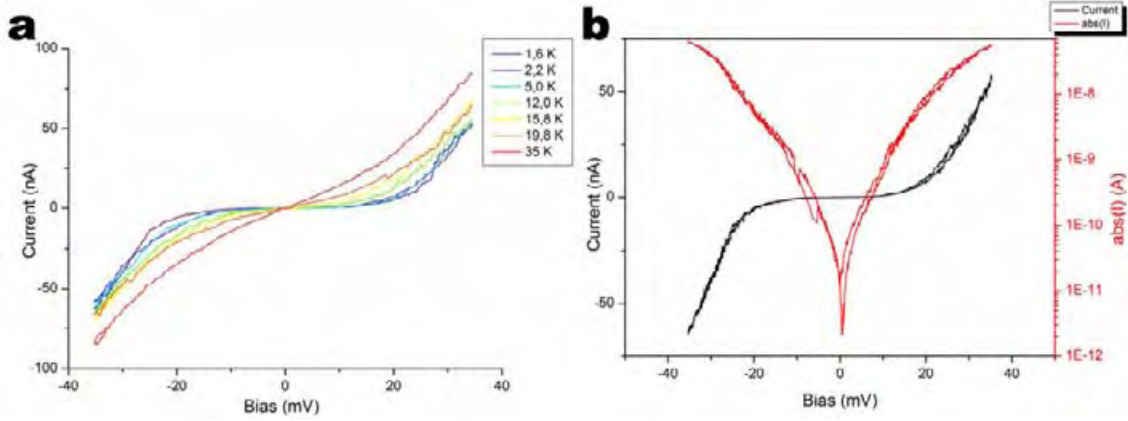 a
100
50
0
-50
-100
-40
-20
0
20
40
Current (nA)
Bias (mV)
1,6 K
2,2 K
5,0 K
12,0 K
15,8 K
19,8 K
35 K
b
Current
abs(I)
50
0
-50
-40
-20
0
20
40
Current (nA)
Bias (mV)
1E-8
1E-9
1E-10
1E-11
1E-12
abs(I) (A)